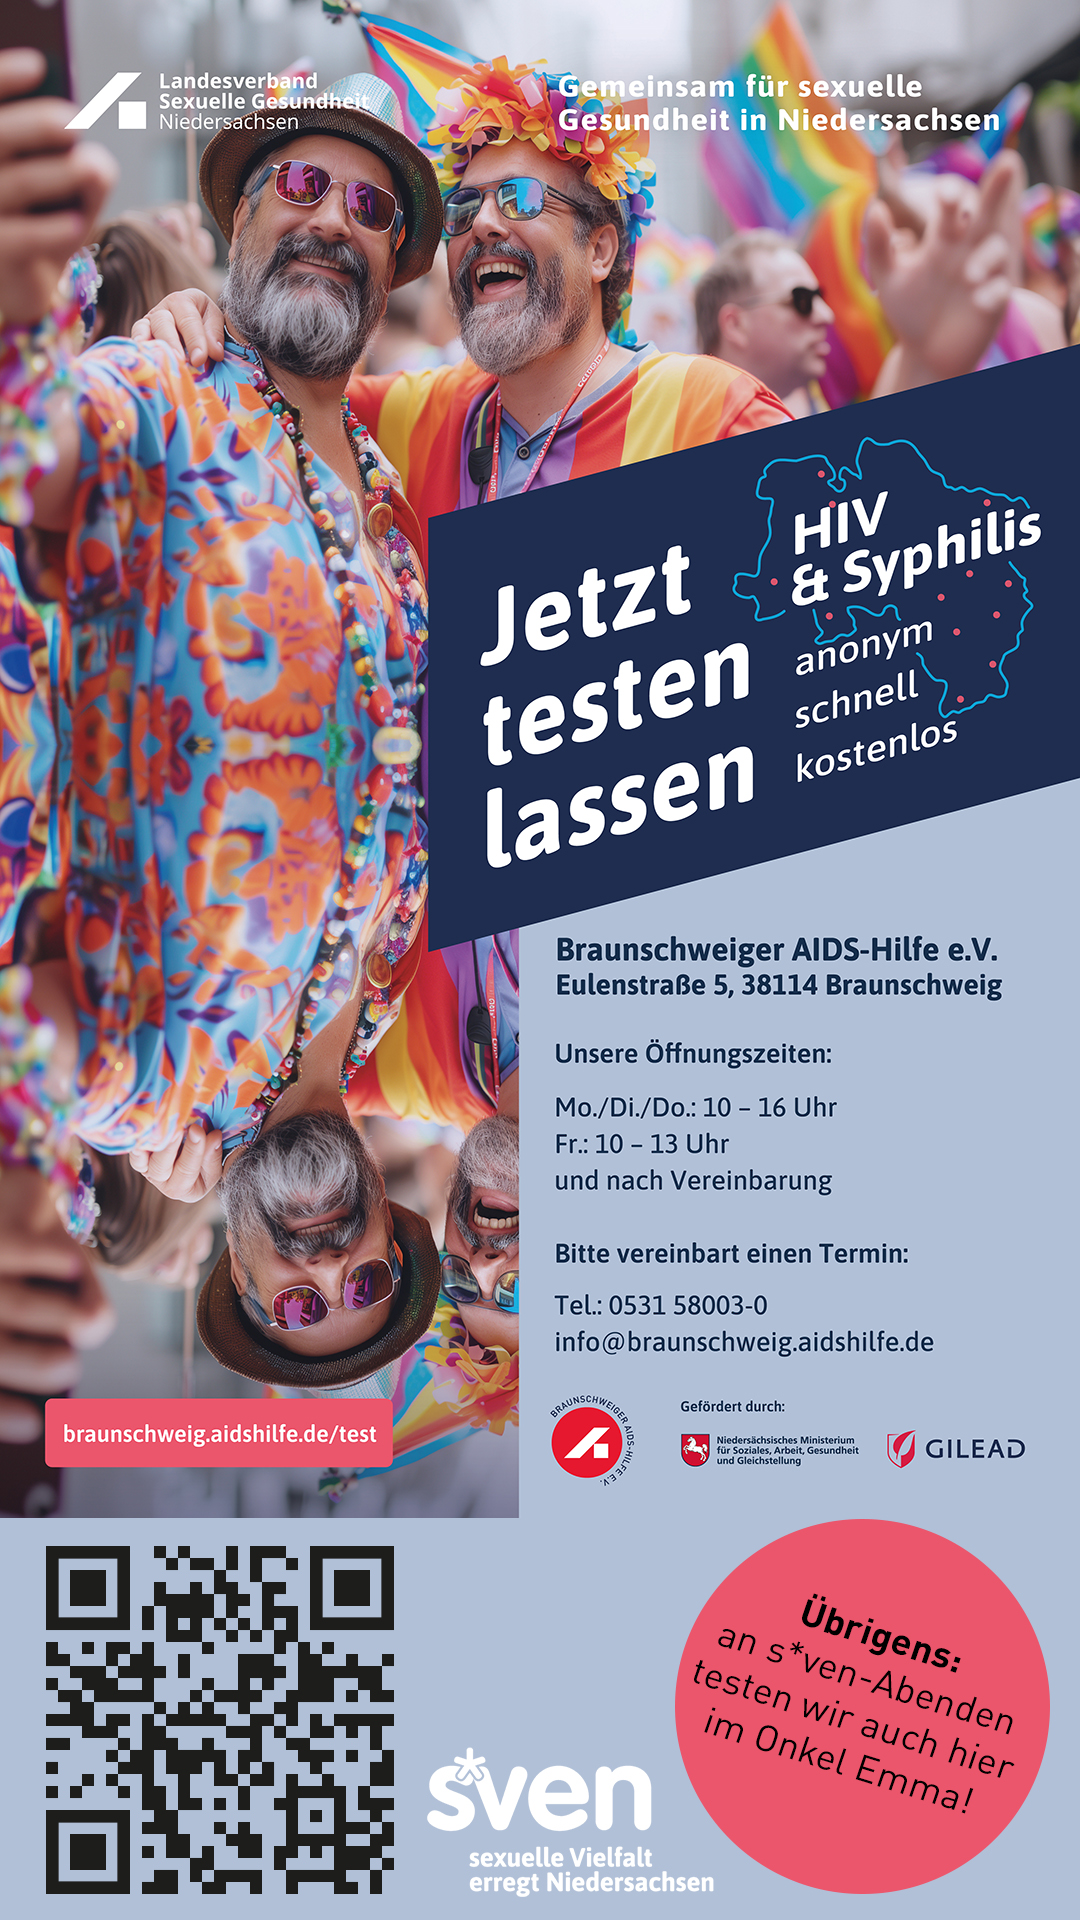 Landesverband
Sexuelle Gesundheit
Niedersachsen
Gemeinsam für sexuelle
Gesundheit in Niedersachsen
Jetzt
testen
lassen
HIV
& Syphilis
anonym
schnell
kostenlos
Braunschweiger AIDS-Hilfe e.V.
Eulenstraße 5, 38114 Braunschweig
Unsere Öffnungszeiten:
Mo./Di./Do.: 10 – 16 Uhr
Fr.: 10 – 13 Uhr
und nach Vereinbarung
Bitte vereinbart einen Termin:
Tel.: 0531 58003-0
info@braunschweig.aidshilfe.de
braunschweig.aidshilfe.de/test
BRAUNSCHWEIGER AIDS-HILFE E.V.
Gefördert durch:
Niedersächsisches Ministerium
für Soziales, Arbeit, Gesundheit
und Gleichstellung
GILEAD
s*ven
sexuelle Vielfalt
erregt Niedersachsen
Übrigens:
an s*ven-Abenden
testen wir auch hier
im Onkel Emma!